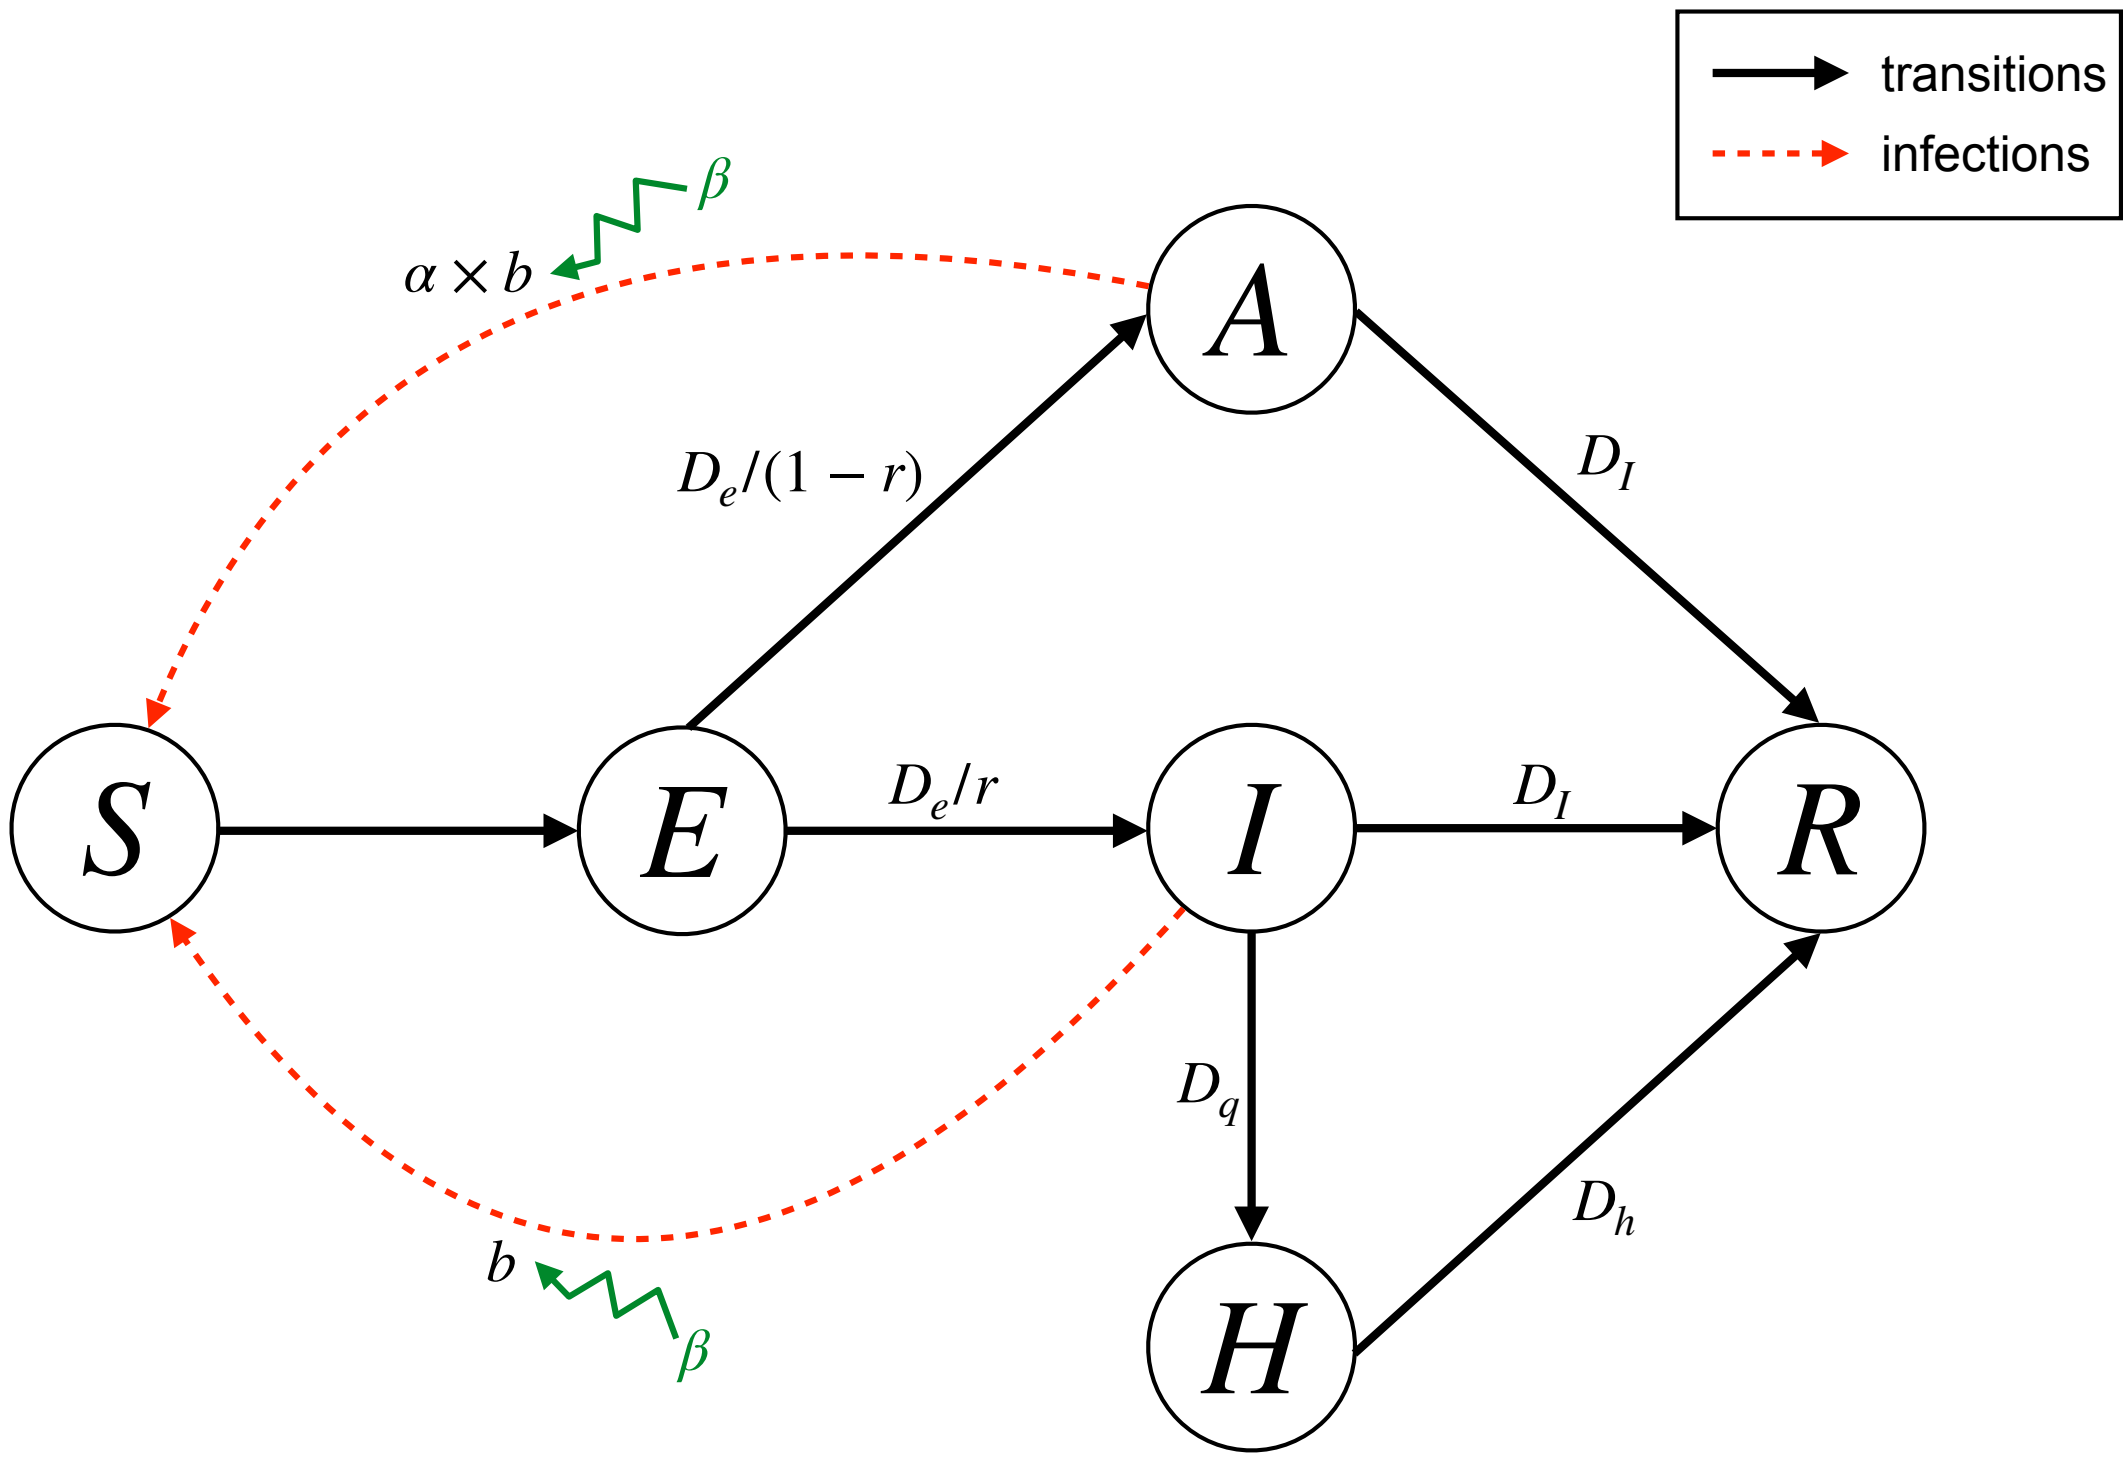 transitions
infections
β
α × b
A
D_e/(1 − r)
D_I
S
E
D_e/r
I
D_I
R
D_q
D_h
b
β
H